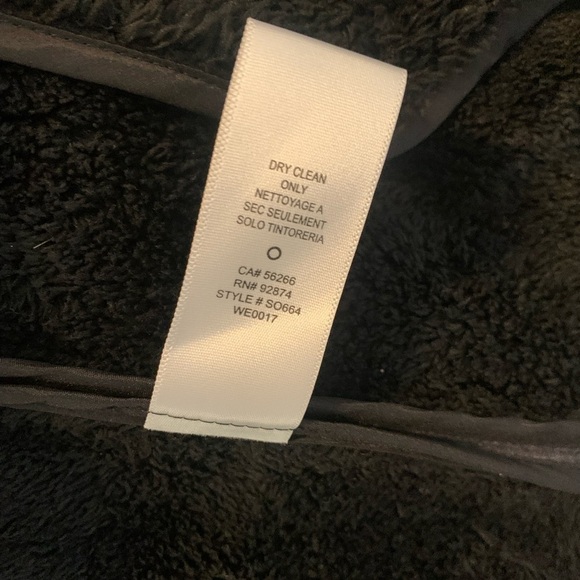 DRY CLEAN
ONLY
NETTOYAGE A
SEC SEULEMENT
SOLO TINTORERIA
CA# 56266
RN# 92874
STYLE # SO664
WE0017